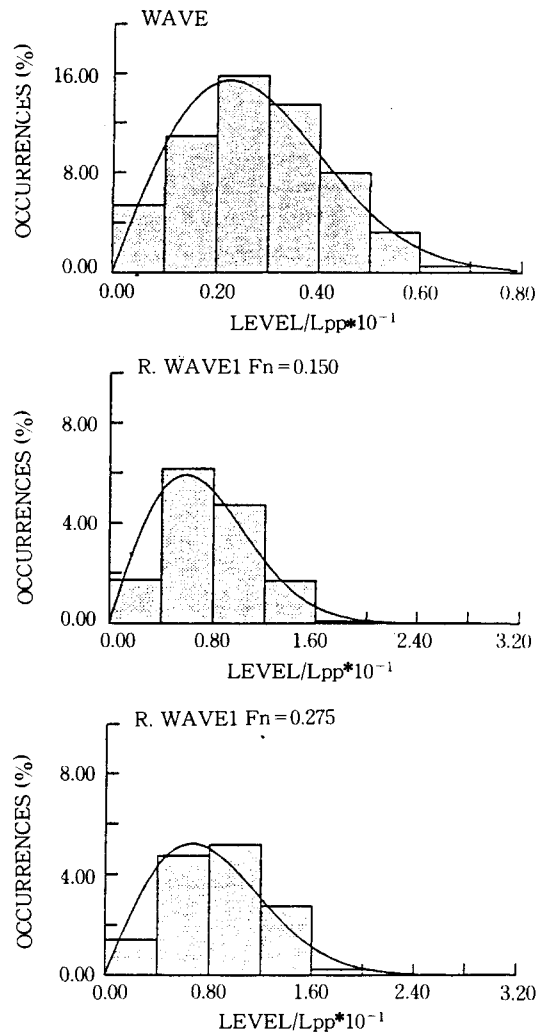 WAVE
OCCURRENCES (%)
16.00
8.00
0.00
0.00 0.20 0.40 0.60 0.80
LEVEL/Lpp*10⁻¹
R. WAVE1 Fn=0.150
OCCURRENCES (%)
8.00
4.00
0.00
0.00 0.80 1.60 2.40 3.20
LEVEL/Lpp*10⁻¹
R. WAVE1 Fn=0.275
OCCURRENCES (%)
8.00
4.00
0.00
0.00 0.80 1.60 2.40 3.20
LEVEL/Lpp*10⁻¹